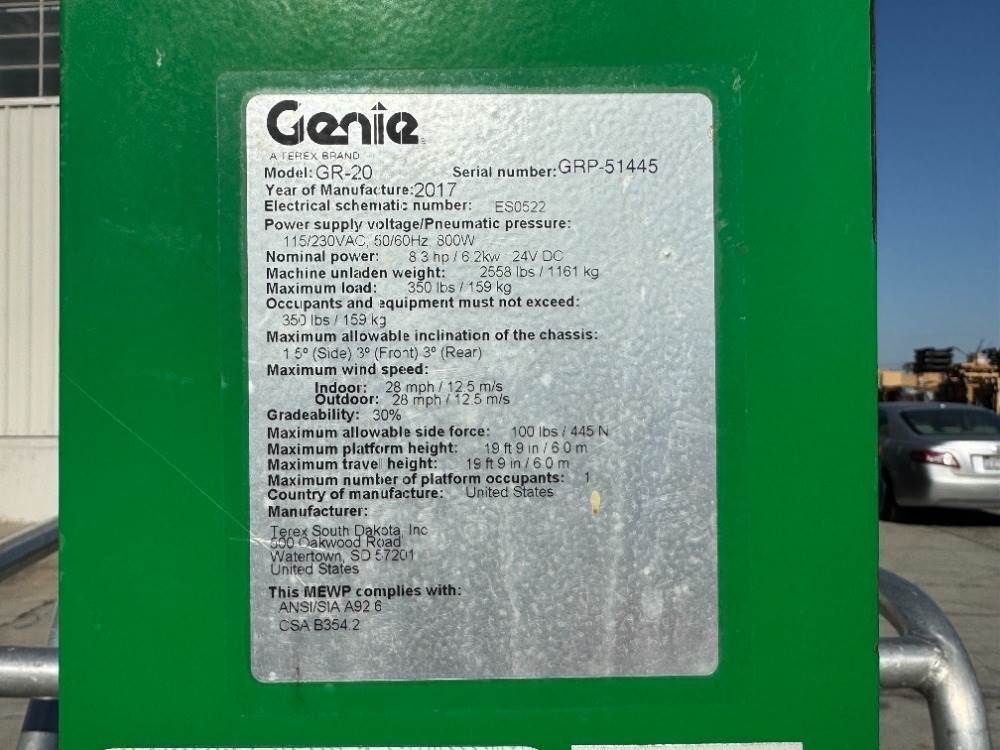 Genie
A TEREX BRAND
Model: GR-20 Serial number: GRP-51445
Year of Manufacture: 2017
Electrical schematic number: ES0522
Power supply voltage/Pneumatic pressure:
115/230VAC, 50/60Hz 800W
Nominal power: 8.3 hp / 6.2kw 24V DC
Machine unladen weight: 2558 lbs / 1161 kg
Maximum load: 350 lbs / 159 kg
Occupants and equipment must not exceed:
350 lbs / 159 kg
Maximum allowable inclination of the chassis:
1.5° (Side) 3° (Front) 3° (Rear)
Maximum wind speed:
Indoor: 28 mph / 12.5 m/s
Outdoor: 28 mph / 12.5 m/s
Gradeability: 30%
Maximum allowable side force: 100 lbs / 445 N
Maximum platform height: 19 ft 9 in / 6.0 m
Maximum travel height: 19 ft 9 in / 6.0 m
Maximum number of platform occupants: 1
Country of manufacture: United States
Manufacturer:
Terex South Dakota, Inc
500 Oakwood Road
Watertown, SD 57201
United States
This MEWP complies with:
ANSI/SIA A92.6
CSA B354.2